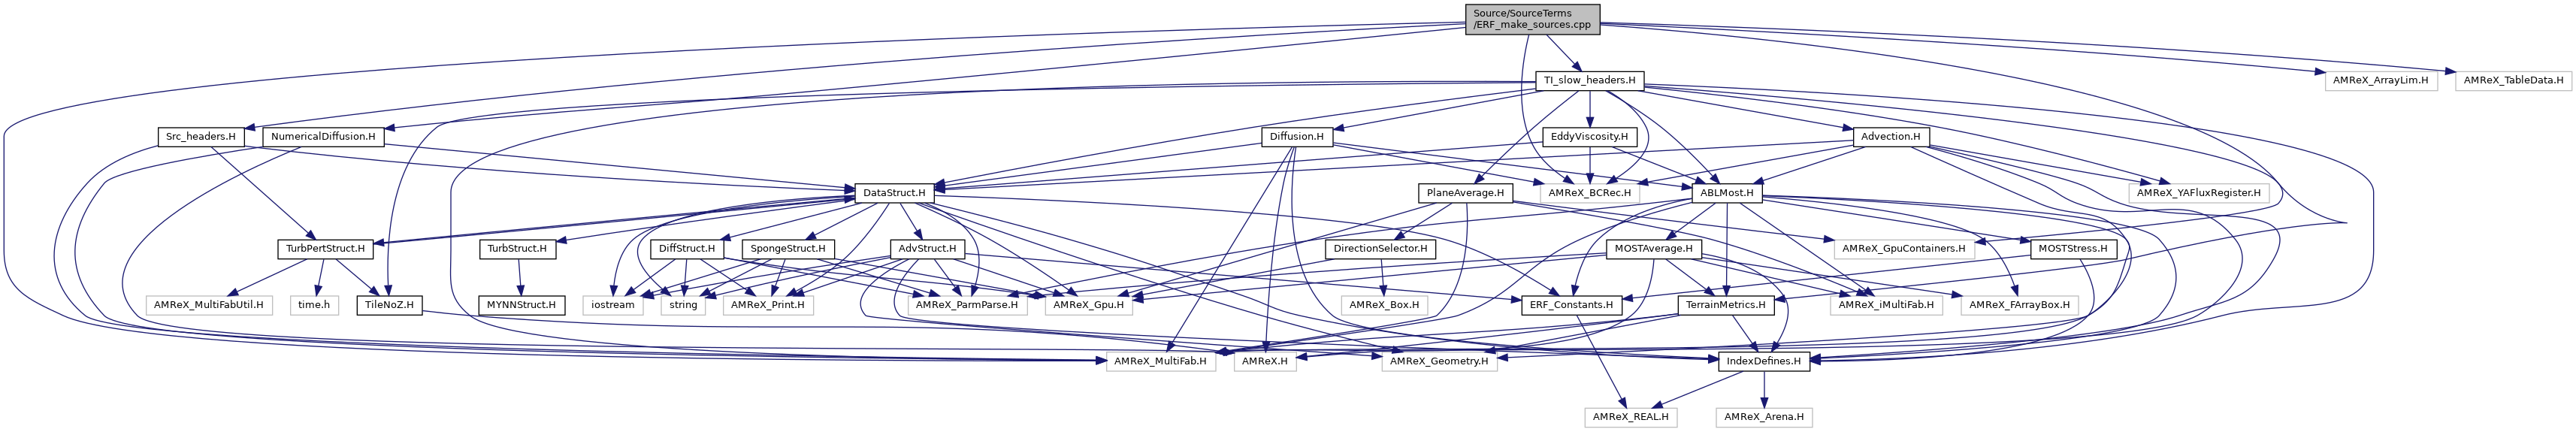 Source/SourceTerms
/ERF_make_sources.cpp
TI_slow_headers.H
AMReX_ArrayLim.H
AMReX_TableData.H
Src_headers.H
NumericalDiffusion.H
Diffusion.H
EddyViscosity.H
Advection.H
DataStruct.H
PlaneAverage.H
AMReX_BCRec.H
ABLMost.H
AMReX_YAFluxRegister.H
TurbPertStruct.H
TurbStruct.H
DiffStruct.H
SpongeStruct.H
AdvStruct.H
DirectionSelector.H
MOSTAverage.H
AMReX_GpuContainers.H
MOSTStress.H
AMReX_MultiFabUtil.H
time.h
TileNoZ.H
MYNNStruct.H
iostream
string
AMReX_Print.H
AMReX_ParmParse.H
AMReX_Gpu.H
AMReX_Box.H
ERF_Constants.H
TerrainMetrics.H
AMReX_iMultiFab.H
AMReX_FArrayBox.H
AMReX_MultiFab.H
AMReX.H
AMReX_Geometry.H
IndexDefines.H
AMReX_REAL.H
AMReX_Arena.H